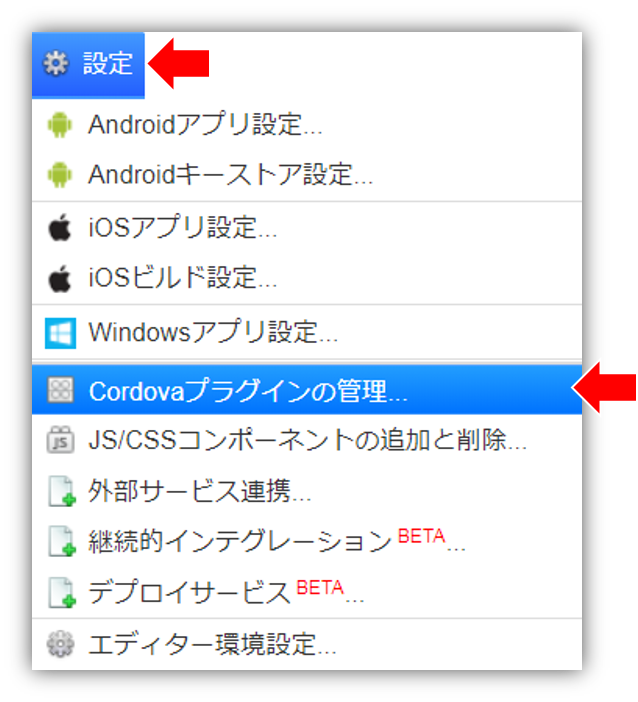 設定
Androidアプリ設定...
Androidキーストア設定...
iOSアプリ設定...
iOSビルド設定...
Windowsアプリ設定...
Cordovaプラグインの管理...
JS/CSSコンポーネントの追加と削除...
外部サービス連携...
継続的インテグレーション BETA...
デプロイサービス BETA...
エディター環境設定...